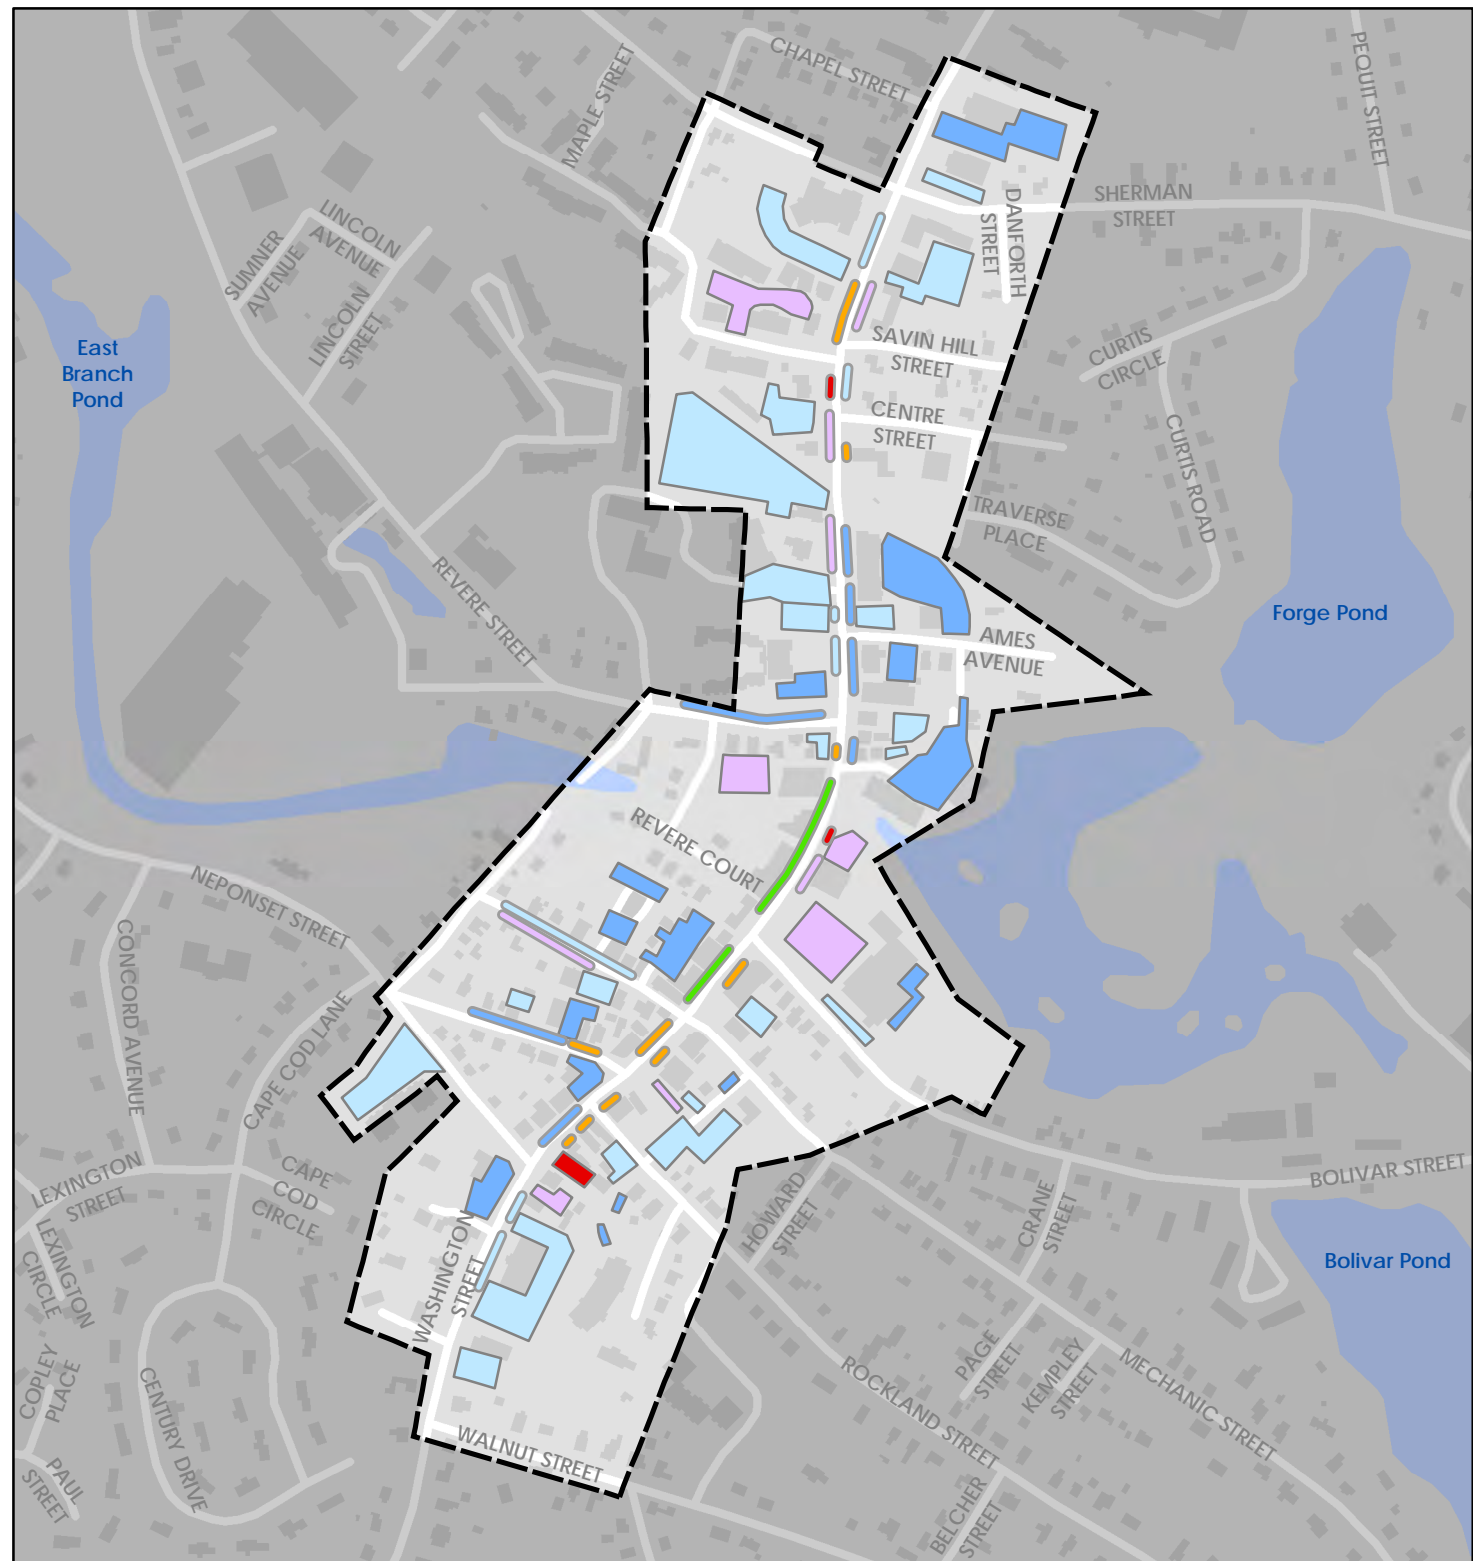 CHAPEL STREET
PEQUIT STREET
MAPLE STREET
SHERMAN
STREET
DANFORTH
STREET
LINCOLN
AVENUE
SUMNER
AVENUE
LINCOLN
STREET
SAVIN HILL
STREET
CURTIS
CIRCLE
East
Branch
Pond
CENTRE
STREET
CURTIS ROAD
TRAVERSE
PLACE
REVERE STREET
Forge Pond
AMES
AVENUE
REVERE COURT
NEPONSET STREET
CONCORD AVENUE
CAPE COD LANE
LEXINGTON
STREET
CAPE
COD
CIRCLE
BOLIVAR STREET
HOWARD
STREET
CRANE
STREET
LEXINGTON
CIRCLE
WASHINGTON
STREET
Bolivar Pond
COPLEY
PLACE
CENTURY DRIVE
PAGE
STREET
KEMPLEY
STREET
MECHANIC STREET
ROCKLAND STREET
WALNUT STREET
PAUL
STREET
BELCHER
STREET